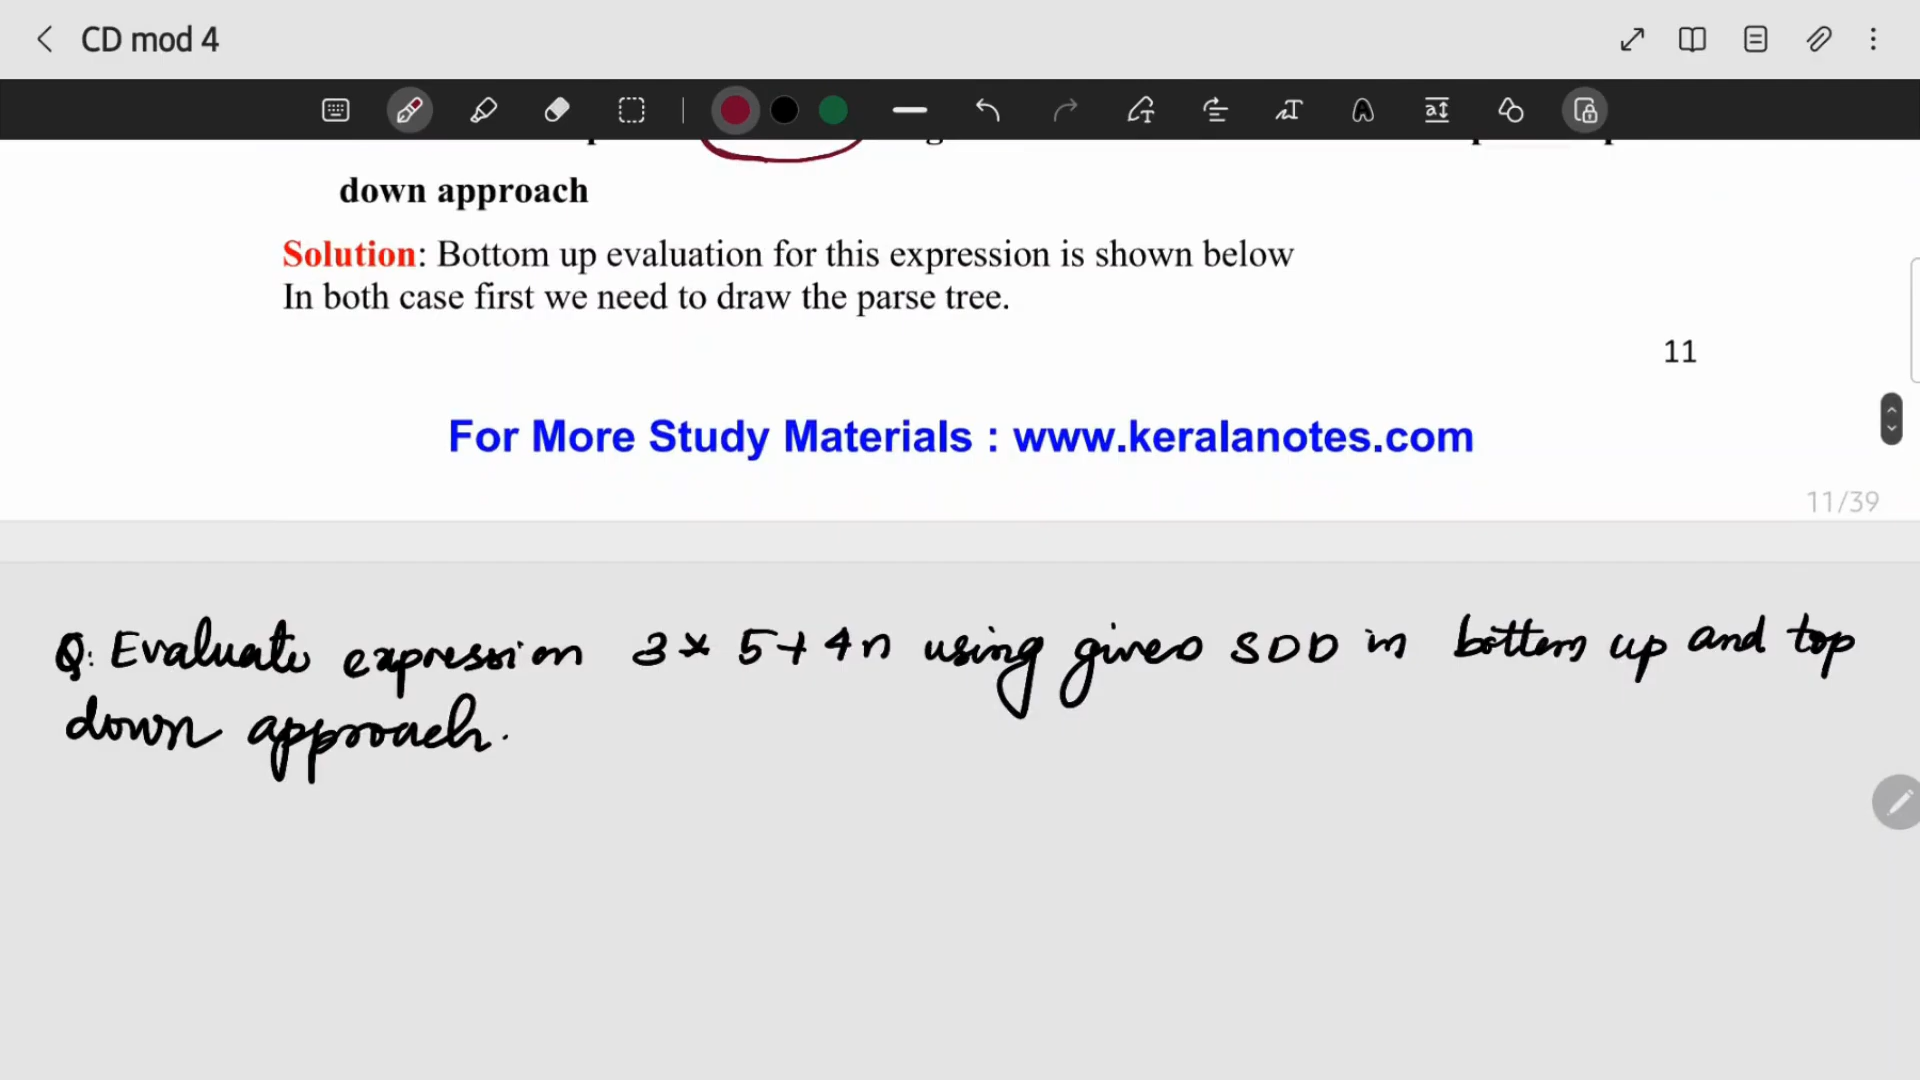 CD mod 4
down approach
Solution: Bottom up evaluation for this expression is shown below
In both case first we need to draw the parse tree.
11
For More Study Materials : www.keralanotes.com
11/39
Q: Evaluate expression 3 * 5 + 4n using given SDD in bottom up and top
down approach.